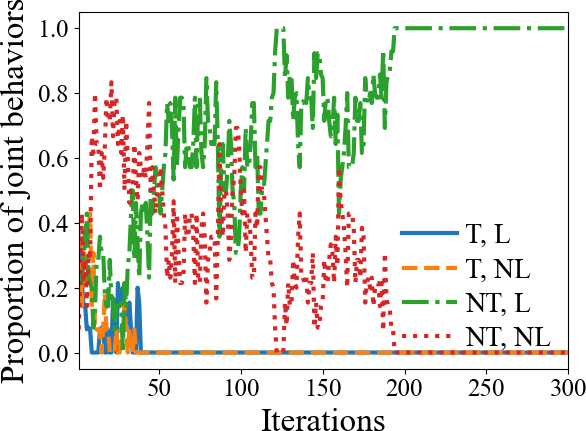 Proportion of joint behaviors
1.0
0.8
0.6
0.4
0.2
0.0
T, L
T, NL
NT, L
NT, NL
50 100 150 200 250 300
Iterations